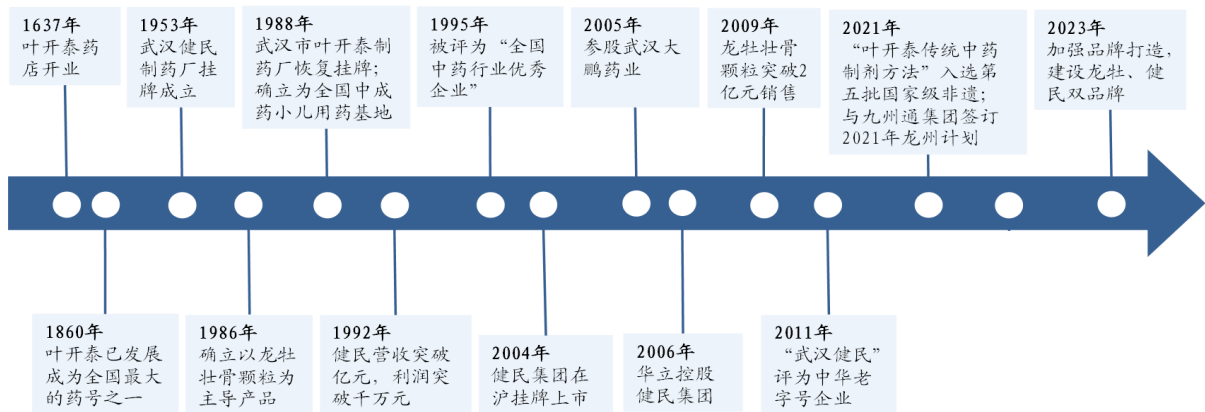 1637年
叶开泰药
店开业
1953年
武汉健民
制药厂挂
牌成立
1988年
武汉市叶开泰制
药厂恢复挂牌；
确立为全国中成
药小儿用药基地
1995年
被评为“全国
中药行业优秀
企业”
2005年
参股武汉大
鹏药业
2009年
龙牡壮骨
颗粒突破2
亿元销售
2021年
“叶开泰传统中药
制剂方法”入选第
五批国家级非遗；
与九州通集团签订
2021年龙州计划
2023年
加强品牌打造，
建设龙牡、健
民双品牌
1860年
叶开泰已发展
成为全国最大
的药号之一
1986年
确立以龙牡
壮骨颗粒为
主导产品
1992年
健民营收突破
亿元，利润突
破千万元
2004年
健民集团在
沪挂牌上市
2006年
华立控股
健民集团
2011年
“武汉健民”
评为中华老
字号企业